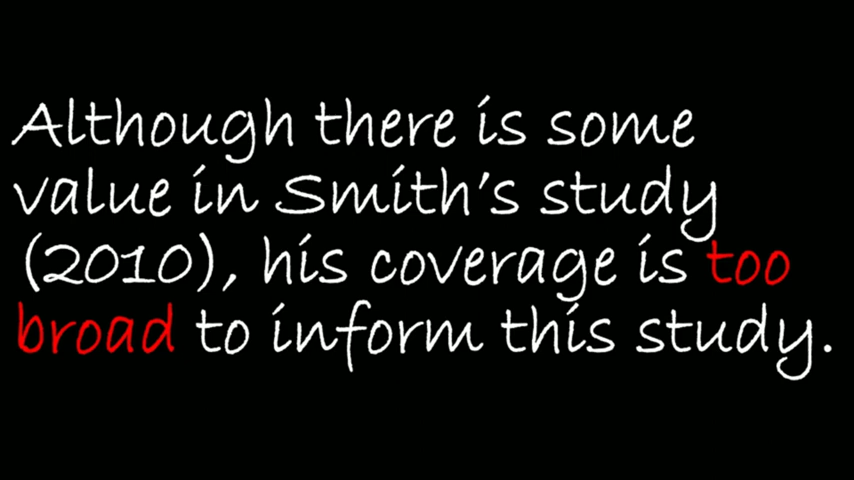 Although there is some
value in Smith's study
(2010), his coverage is too
broad to inform this study.